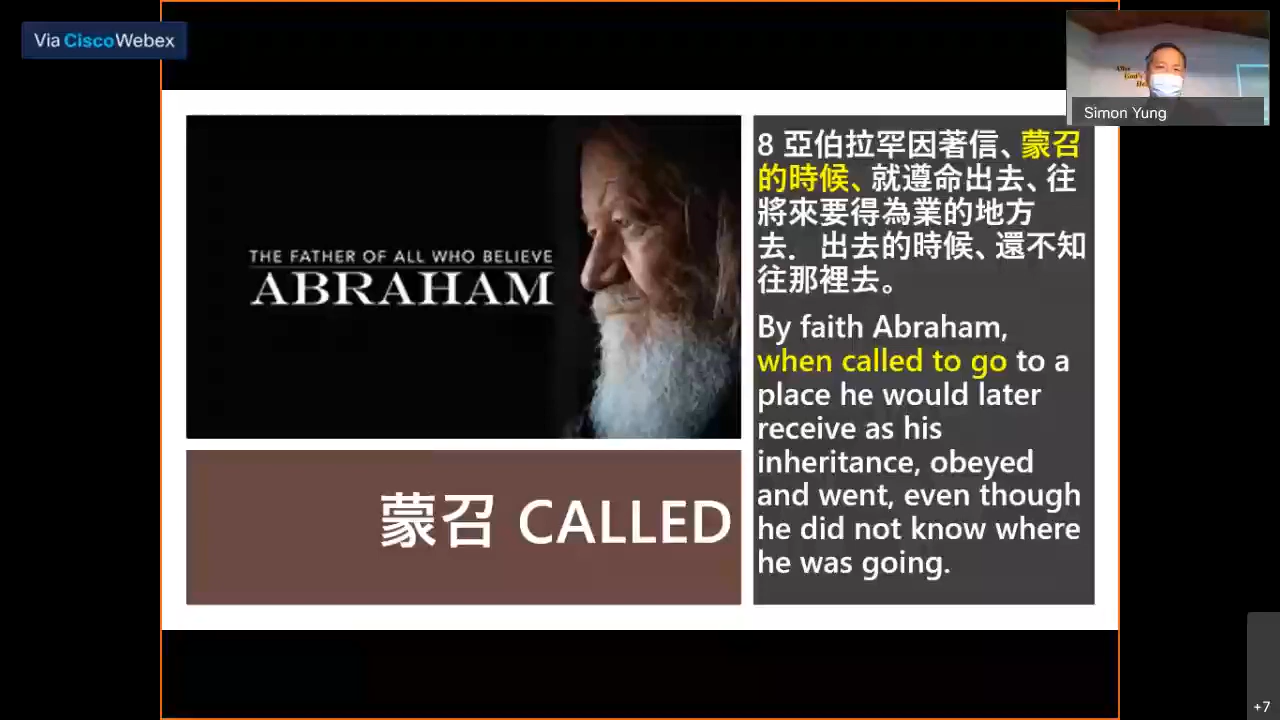 Via Cisco Webex
Simon Yung
THE FATHER OF ALL WHO BELIEVE
ABRAHAM
蒙召 CALLED
8 亞伯拉罕因著信、蒙召
的時候、就遵命出去、往
將來要得為業的地方
去． 出去的時候、還不知
往那裡去。
By faith Abraham,
when called to go to a
place he would later
receive as his
inheritance, obeyed
and went, even though
he did not know where
he was going.
+7